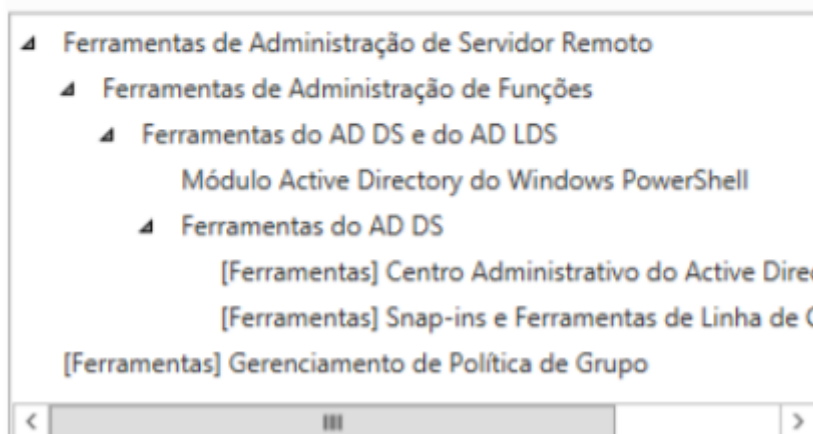 Ferramentas de Administração de Servidor Remoto
Ferramentas de Administração de Funções
Ferramentas do AD DS e do AD LDS
Módulo Active Directory do Windows PowerShell
Ferramentas do AD DS
[Ferramentas] Centro Administrativo do Active
[Ferramentas] Snap-ins e Ferramentas de Linha de
[Ferramentas] Gerenciamento de Política de Grupo